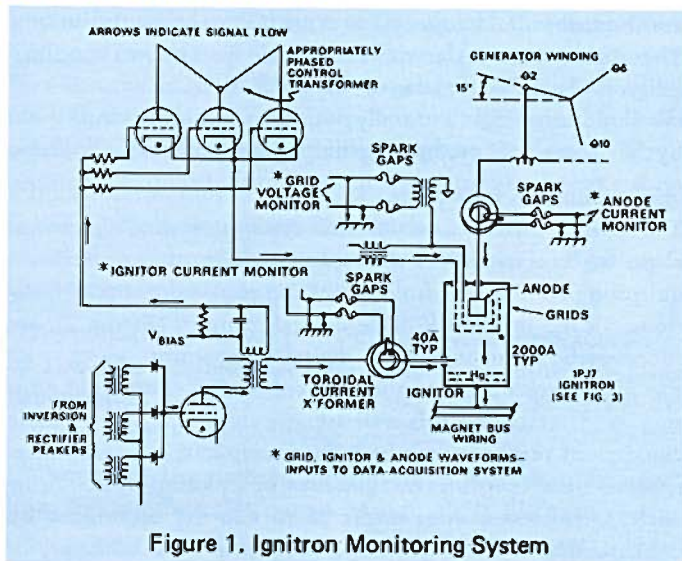 ARROWS INDICATE SIGNAL FLOW
APPROPRIATELY
PHASED
CONTROL
TRANSFORMER
GENERATOR WINDING
15°
Φ2
Φ6
Φ10
SPARK
GAPS
* GRID
VOLTAGE
MONITOR
SPARK
GAPS
* ANODE
CURRENT
MONITOR
* IGNITOR CURRENT MONITOR
SPARK
GAPS
ANODE
GRIDS
V BIAS
40A
TYP
2000A
TYP
Hg
IGNITOR
1PJ7
IGNITRON
(SEE FIG. 3)
TOROIDAL
CURRENT
X'FORMER
FROM
INVERSION
&
RECTIFIER
PEAKERS
MAGNET BUS
WIRING
* GRID, IGNITOR & ANODE WAVEFORMS–
INPUTS TO DATA-ACQUISITION SYSTEM
Figure 1. Ignitron Monitoring System